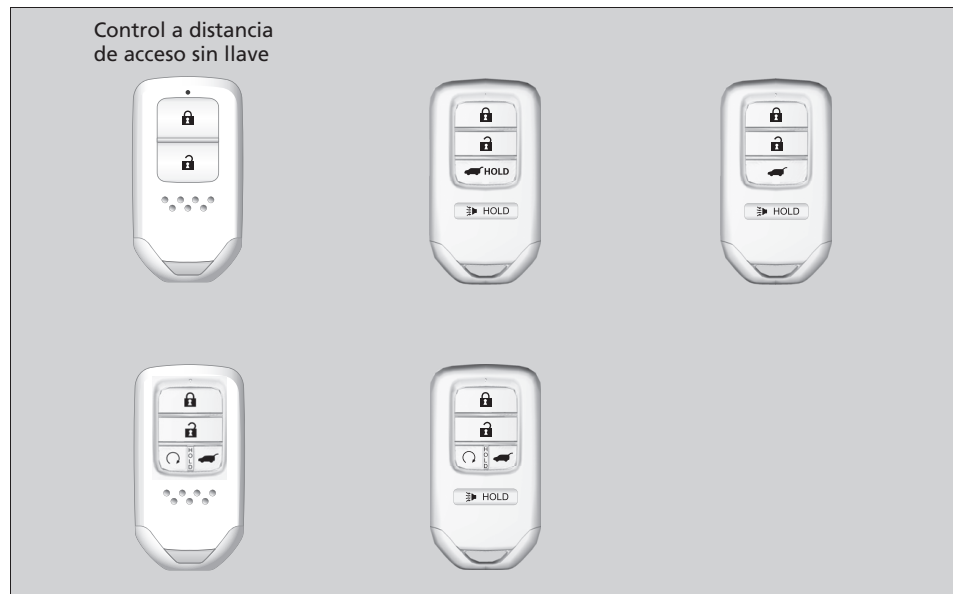 Control a distancia
de acceso sin llave
HOLD
HOLD
HOLD
HOLD
HOLD
HOLD